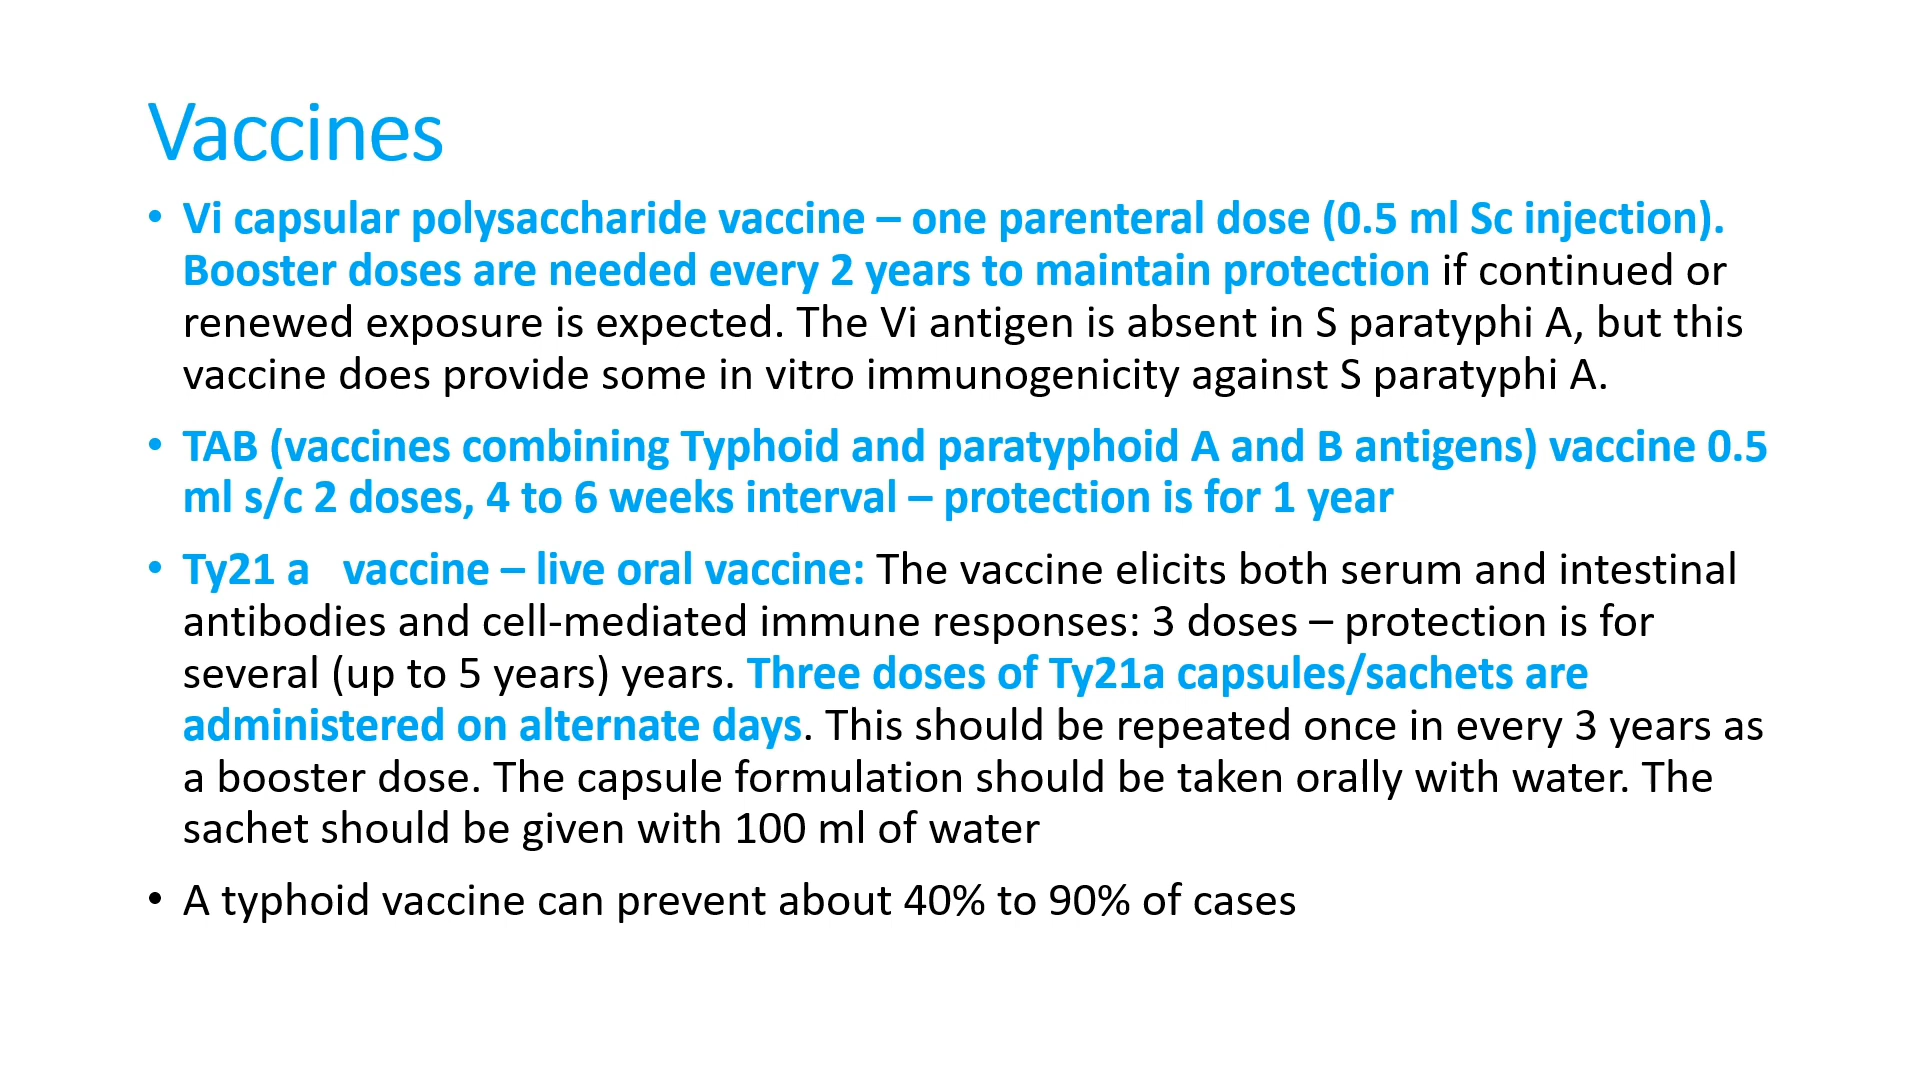 Vaccines
• Vi capsular polysaccharide vaccine – one parenteral dose (0.5 ml Sc injection).
Booster doses are needed every 2 years to maintain protection if continued or
renewed exposure is expected. The Vi antigen is absent in S paratyphi A, but this
vaccine does provide some in vitro immunogenicity against S paratyphi A.
• TAB (vaccines combining Typhoid and paratyphoid A and B antigens) vaccine 0.5
ml s/c 2 doses, 4 to 6 weeks interval – protection is for 1 year
• Ty21 a   vaccine – live oral vaccine: The vaccine elicits both serum and intestinal
antibodies and cell-mediated immune responses: 3 doses – protection is for
several (up to 5 years) years. Three doses of Ty21a capsules/sachets are
administered on alternate days. This should be repeated once in every 3 years as
a booster dose. The capsule formulation should be taken orally with water. The
sachet should be given with 100 ml of water
• A typhoid vaccine can prevent about 40% to 90% of cases